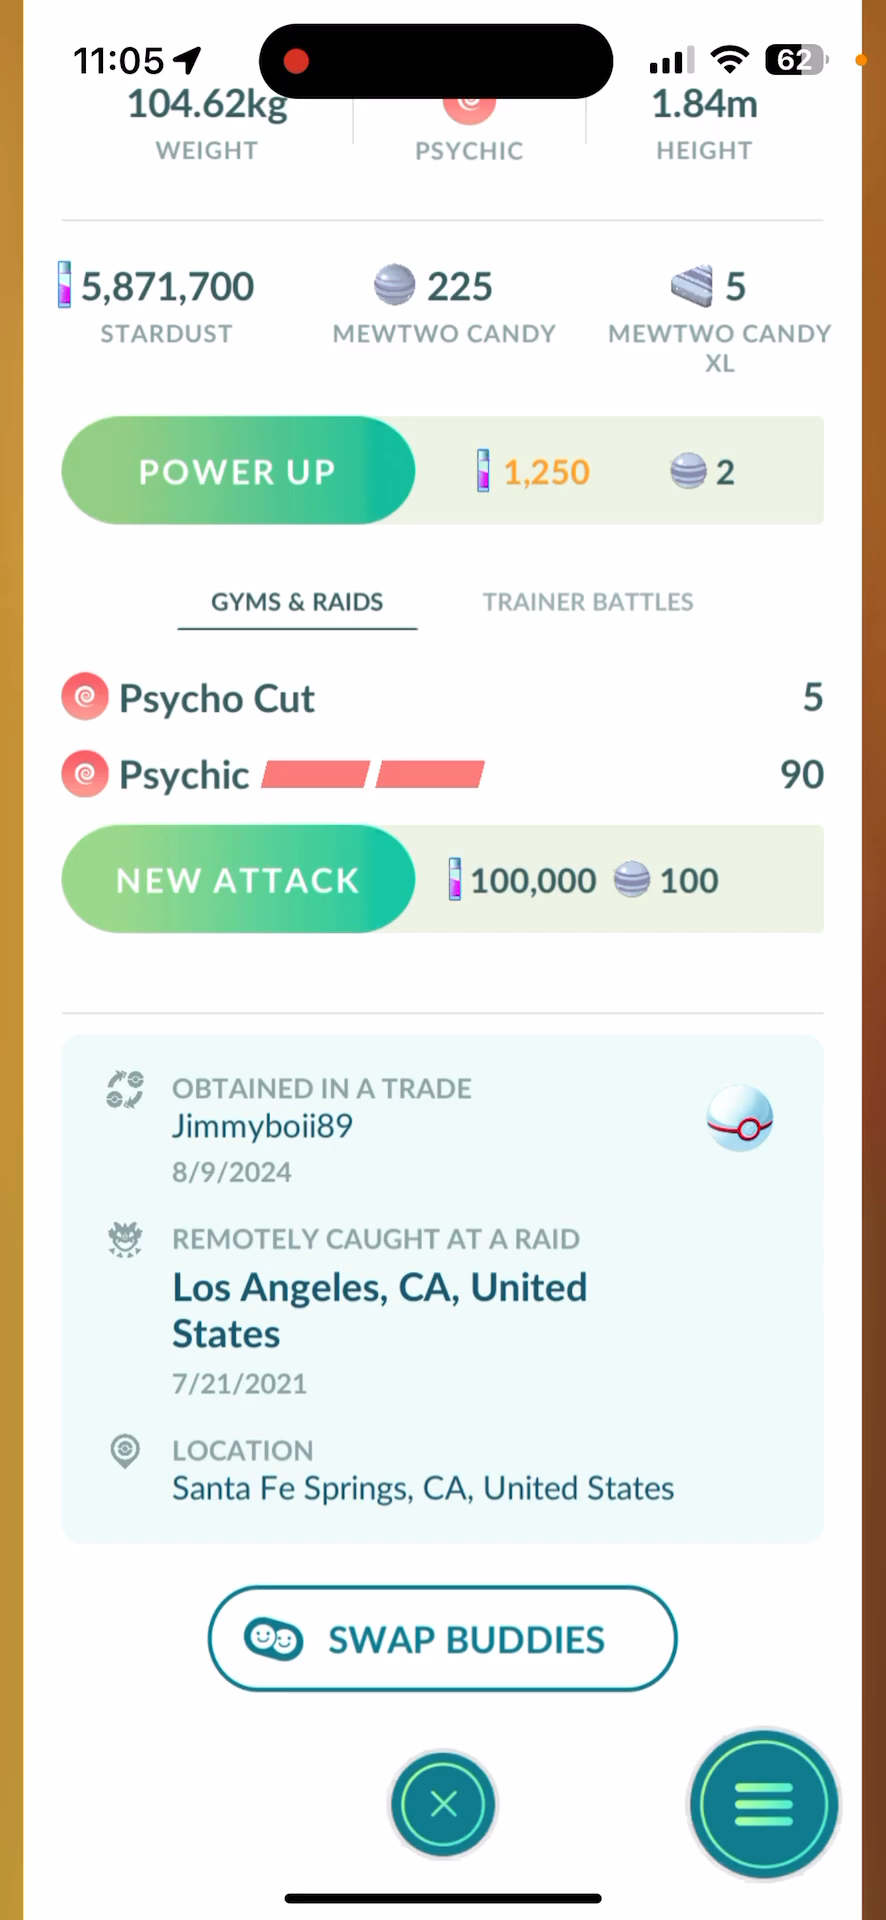 11:05
62
104.62kg
1.84m
WEIGHT
PSYCHIC
HEIGHT
5,871,700
225
5
STARDUST
MEWTWO CANDY
MEWTWO CANDY
XL
POWER UP
1,250
2
GYMS & RAIDS
TRAINER BATTLES
Psycho Cut
5
Psychic
90
NEW ATTACK
100,000
100
OBTAINED IN A TRADE
Jimmyboii89
8/9/2024
REMOTELY CAUGHT AT A RAID
Los Angeles, CA, United
States
7/21/2021
LOCATION
Santa Fe Springs, CA, United States
SWAP BUDDIES